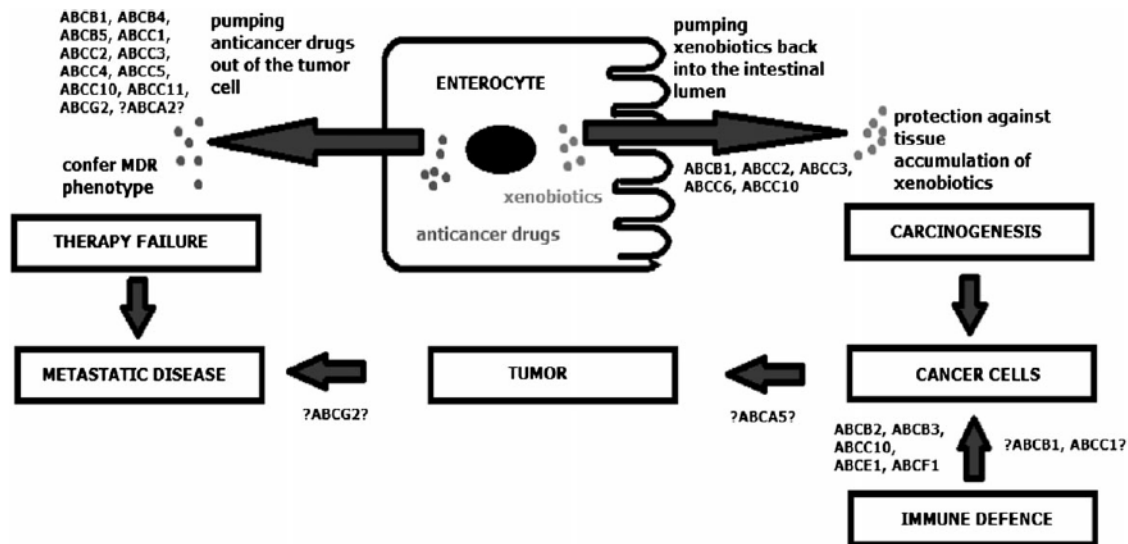 ABCB1, ABCB4,
ABCB5, ABCC1,
ABCC2, ABCC3,
ABCC4, ABCC5,
ABCC10, ABCC11,
ABCG2, ?ABCA2?
pumping
anticancer drugs
out of the tumor
cell
confer MDR
phenotype
ENTEROCYTE
xenobiotics
anticancer drugs
pumping
xenobiotics back
into the intestinal
lumen
ABCB1, ABCC2, ABCC3,
ABCC6, ABCC10
protection against
tissue
accumulation of
xenobiotics
THERAPY FAILURE
CARCINOGENESIS
METASTATIC DISEASE
TUMOR
CANCER CELLS
?ABCG2?
?ABCA5?
ABCB2, ABCB3,
ABCC10,
ABCE1, ABCF1
?ABCB1, ABCC1?
IMMUNE DEFENCE